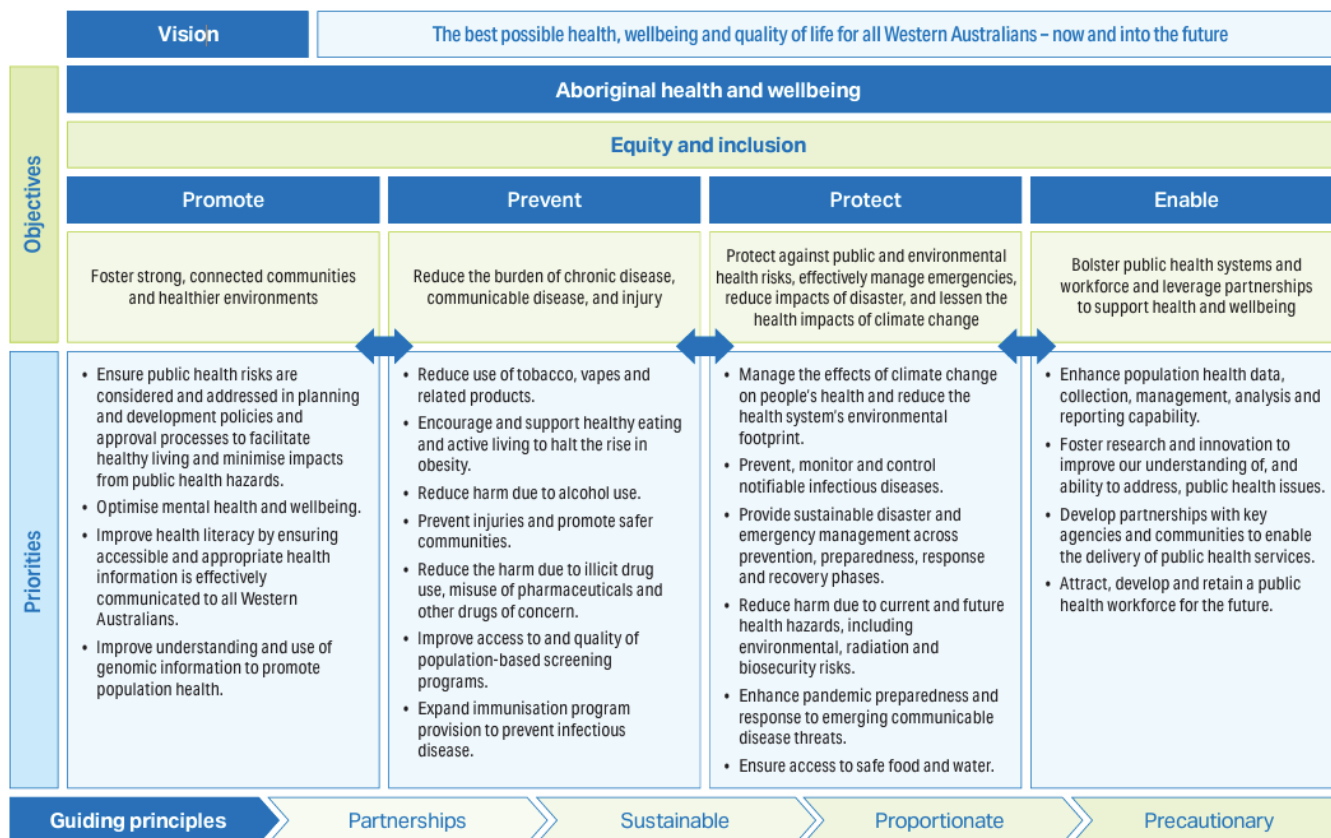 Vision
The best possible health, wellbeing and quality of life for all Western Australians – now and into the future
Objectives
Aboriginal health and wellbeing
Equity and inclusion
Promote
Prevent
Protect
Enable
Foster strong, connected communities
and healthier environments
Reduce the burden of chronic disease,
communicable disease, and injury
Protect against public and environmental
health risks, effectively manage emergencies,
reduce impacts of disaster, and lessen the
health impacts of climate change
Bolster public health systems and
workforce and leverage partnerships
to support health and wellbeing
Priorities
• Ensure public health risks are
considered and addressed in planning
and development policies and
approval processes to facilitate
healthy living and minimise impacts
from public health hazards.
• Optimise mental health and wellbeing.
• Improve health literacy by ensuring
accessible and appropriate health
information is effectively
communicated to all Western
Australians.
• Improve understanding and use of
genomic information to promote
population health.
• Reduce use of tobacco, vapes and
related products.
• Encourage and support healthy eating
and active living to halt the rise in
obesity.
• Reduce harm due to alcohol use.
• Prevent injuries and promote safer
communities.
• Reduce the harm due to illicit drug
use, misuse of pharmaceuticals and
other drugs of concern.
• Improve access to and quality of
population-based screening
programs.
• Expand immunisation program
provision to prevent infectious
disease.
• Manage the effects of climate change
on people's health and reduce the
health system's environmental
footprint.
• Prevent, monitor and control
notifiable infectious diseases.
• Provide sustainable disaster and
emergency management across
prevention, preparedness, response
and recovery phases.
• Reduce harm due to current and future
health hazards, including
environmental, radiation and
biosecurity risks.
• Enhance pandemic preparedness and
response to emerging communicable
disease threats.
• Ensure access to safe food and water.
• Enhance population health data,
collection, management, analysis and
reporting capability.
• Foster research and innovation to
improve our understanding of, and
ability to address, public health issues.
• Develop partnerships with key
agencies and communities to enable
the delivery of public health services.
• Attract, develop and retain a public
health workforce for the future.
Guiding principles
Partnerships
Sustainable
Proportionate
Precautionary